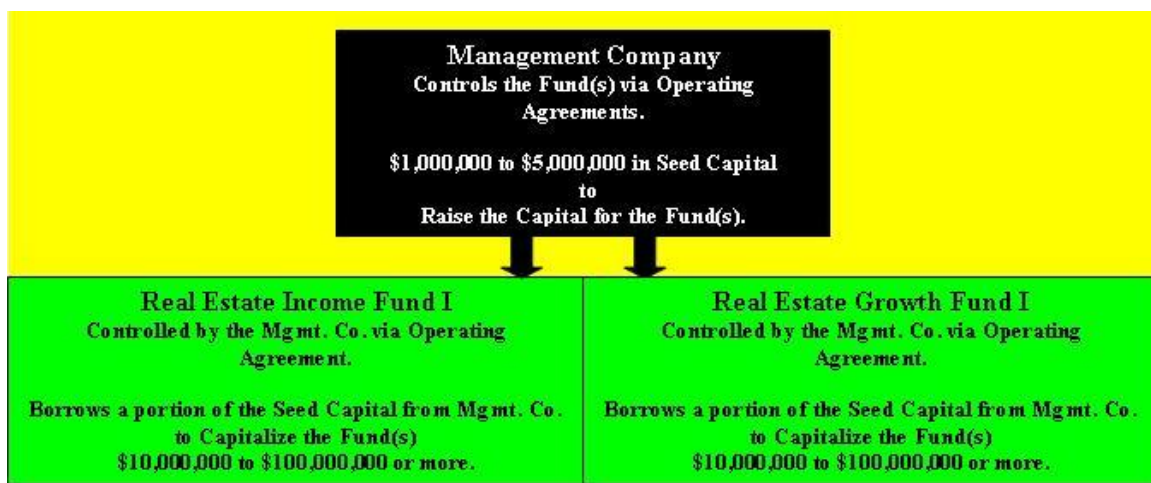 Management Company
Controls the Fund(s) via Operating
Agreements.
$1,000,000 to $5,000,000 in Seed Capital
to
Raise the Capital for the Fund(s).
Real Estate Income Fund I
Controlled by the Mgmt. Co. via Operating
Agreement.
Borrows a portion of the Seed Capital from Mgmt. Co.
to Capitalize the Fund(s)
$10,000,000 to $100,000,000 or more.
Real Estate Growth Fund I
Controlled by the Mgmt. Co. via Operating
Agreement.
Borrows a portion of the Seed Capital from Mgmt. Co.
to Capitalize the Fund(s)
$10,000,000 to $100,000,000 or more.